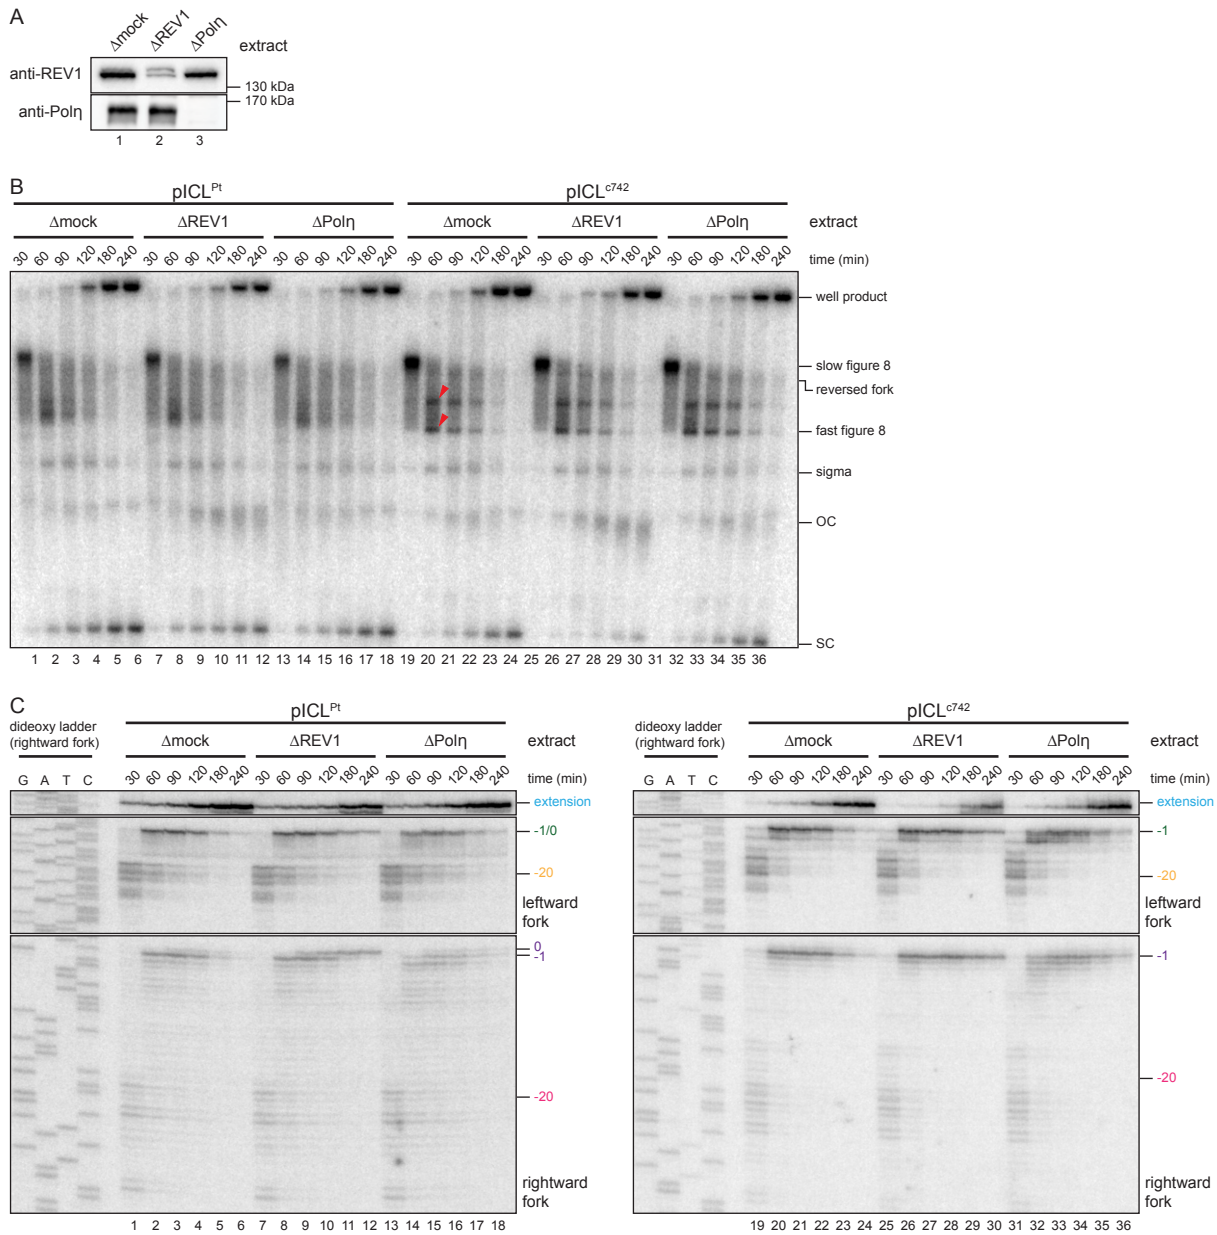 A
Δmock ΔREV1 ΔPolη extract
anti-REV1
130 kDa
170 kDa
anti-Polη
1 2 3
B
pICLPt pICLc742
Δmock ΔREV1 ΔPolη Δmock ΔREV1 ΔPolη extract
30 60 90 120 180 240 30 60 90 120 180 240 30 60 90 120 180 240 30 60 90 120 180 240 30 60 90 120 180 240 30 60 90 120 180 240 time (min)
well product
slow figure 8
reversed fork
fast figure 8
sigma
OC
SC
1 2 3 4 5 6 7 8 9 10 11 12 13 14 15 16 17 18 19 20 21 22 23 24 25 26 27 28 29 30 31 32 33 34 35 36
C
dideoxy ladder
(rightward fork)
pICLPt
Δmock ΔREV1 ΔPolη extract
G A T C 30 60 90 120 180 240 30 60 90 120 180 240 30 60 90 120 180 240 time (min)
extension
-1/0
-20
leftward
fork
0
-1
-20
rightward
fork
1 2 3 4 5 6 7 8 9 10 11 12 13 14 15 16 17 18
dideoxy ladder
(rightward fork)
pICLc742
Δmock ΔREV1 ΔPolη extract
G A T C 30 60 90 120 180 240 30 60 90 120 180 240 30 60 90 120 180 240 time (min)
extension
-1
-20
leftward
fork
-1
-20
rightward
fork
19 20 21 22 23 24 25 26 27 28 29 30 31 32 33 34 35 36